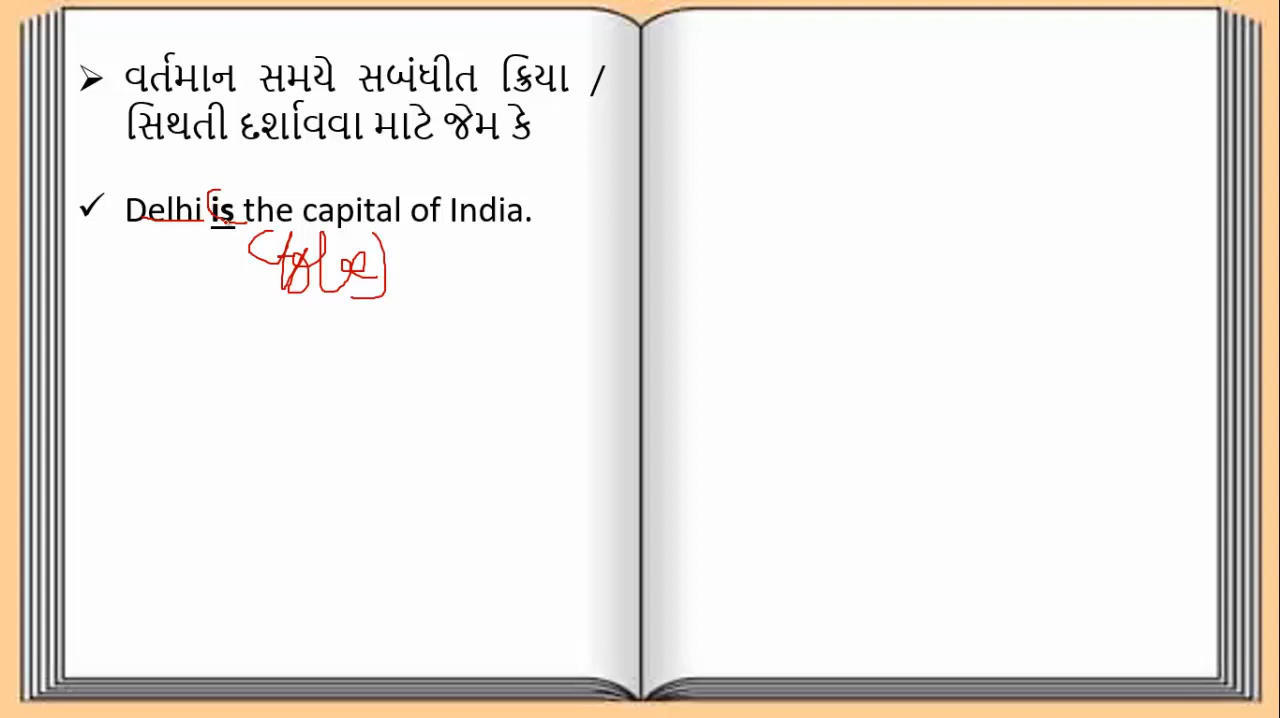 ➢ વર્તમાન સમયે સબંધીત ક્રિયા /
સિથતી દર્શાવવા માટે જેમ કે
✓ Delhi is the capital of India.